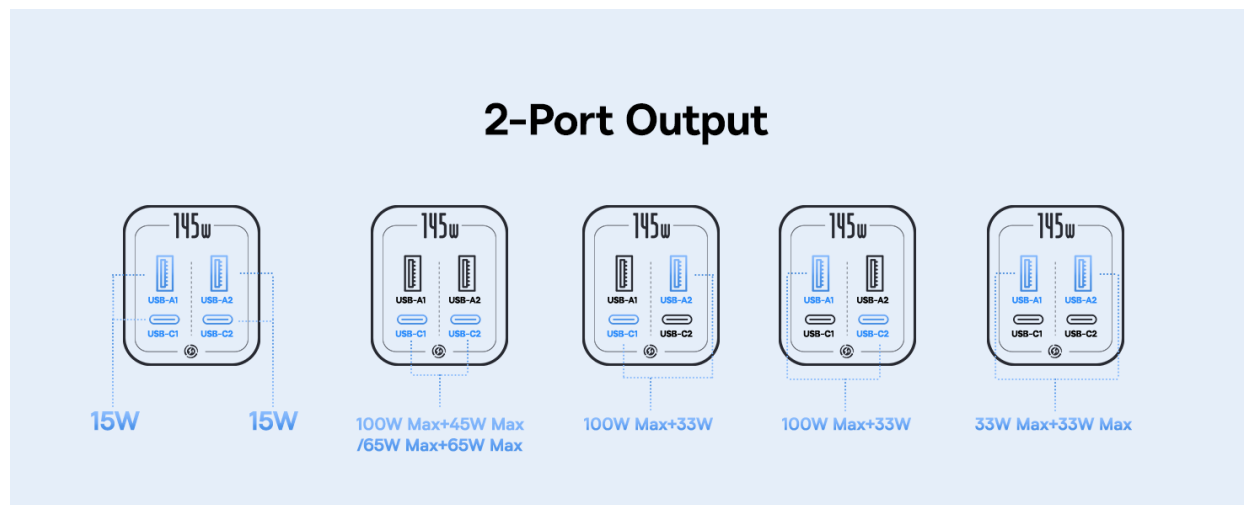 2-Port Output
145w
USB-A1 USB-A2
USB-C1 USB-C2
15W 15W
145w
USB-A1 USB-A2
USB-C1 USB-C2
100W Max+45W Max
/65W Max+65W Max
145w
USB-A1 USB-A2
USB-C1 USB-C2
100W Max+33W
145w
USB-A1 USB-A2
USB-C1 USB-C2
100W Max+33W
145w
USB-A1 USB-A2
USB-C1 USB-C2
33W Max+33W Max